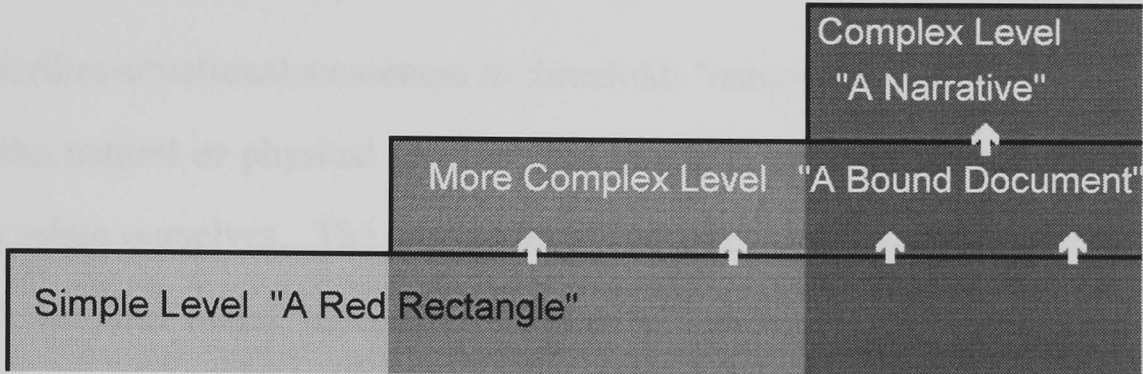 Complex Level
"A Narrative"
More Complex Level "A Bound Document"
Simple Level "A Red Rectangle"